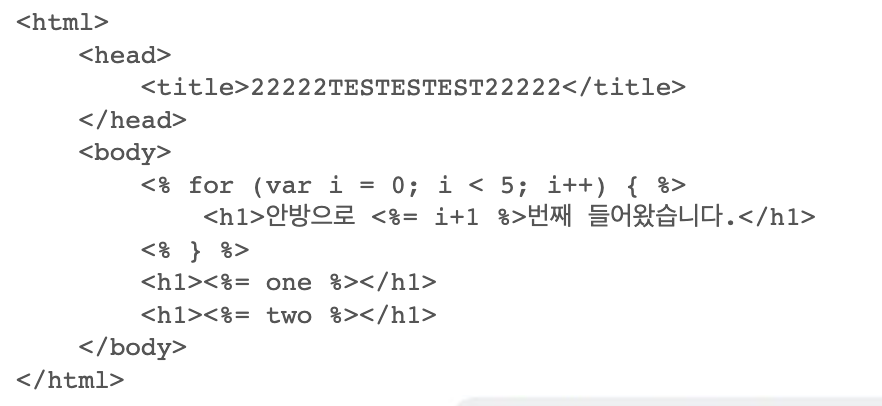 <html>
<head>
<title>22222TESTESTEST22222</title>
</head>
<body>
<% for (var i = 0; i < 5; i++) { %>
<h1>안방으로 <%= i+1 %>번째 들어왔습니다.</h1>
<% } %>
<h1><%= one %></h1>
<h1><%= two %></h1>
</body>
</html>